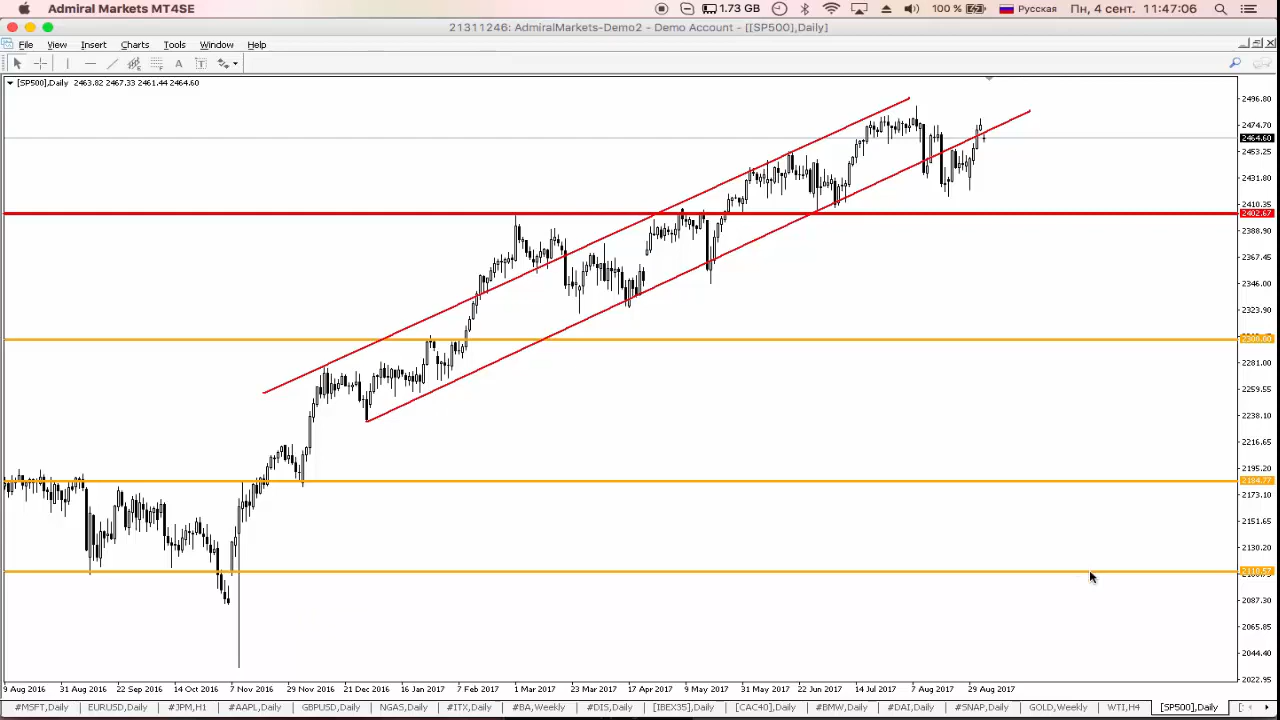 Admiral Markets MT4SE
1.73 GB
100 %
Русская
Пн, 4 сент. 11:47:06
21311246: AdmiralMarkets-Demo2 - Demo Account - [[SP500],Daily]
File View Insert Charts Tools Window Help
A T
[SP500],Daily 2463.82 2467.33 2461.44 2464.60
2496.80
2474.70
2464.60
2453.25
2431.80
2410.35
2402.67
2388.90
2367.45
2346.00
2323.90
2300.00
2281.00
2259.55
2238.10
2216.65
2195.20
2184.77
2173.10
2151.65
2130.20
2110.57
2087.30
2065.85
2044.40
2022.95
9 Aug 2016 31 Aug 2016 22 Sep 2016 14 Oct 2016 7 Nov 2016 29 Nov 2016 21 Dec 2016 16 Jan 2017 7 Feb 2017 1 Mar 2017 23 Mar 2017 17 Apr 2017 9 May 2017 31 May 2017 22 Jun 2017 14 Jul 2017 7 Aug 2017 29 Aug 2017
#MSFT,Daily EURUSD,Daily #JPM,H1 #AAPL,Daily GBPUSD,Daily NGAS,Daily #ITX,Daily #BA,Weekly #DIS,Daily [IBEX35],Daily [CAC40],Daily #BMW,Daily #DAI,Daily #SNAP,Daily GOLD,Weekly WTI,H4 [SP500],Daily